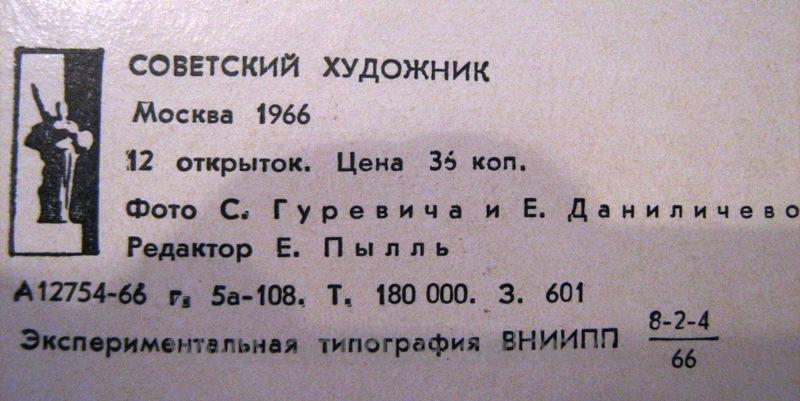 СОВЕТСКИЙ ХУДОЖНИК
Москва 1966
12 открыток. Цена 36 коп.
Фото С. Гуревича и Е. Даниличево
Редактор Е. Пылль
А12754-66 г. 5а-108. Т. 180 000. З. 601
Экспериментальная типография ВНИИПП 8-2-4
66